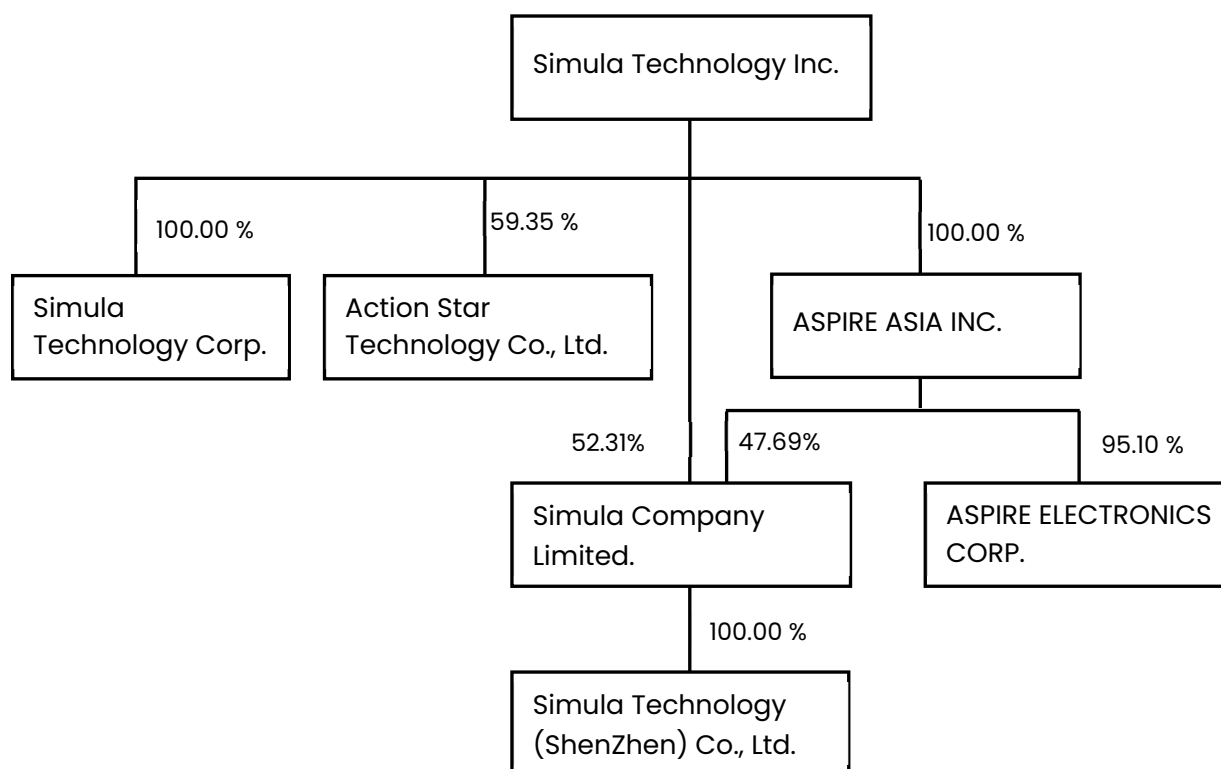 Simula Technology Inc.
100.00 %
59.35 %
100.00 %
Simula
Technology Corp.
Action Star
Technology Co., Ltd.
ASPIRE ASIA INC.
52.31%
47.69%
95.10 %
Simula Company
Limited.
ASPIRE ELECTRONICS
CORP.
100.00 %
Simula Technology
(ShenZhen) Co., Ltd.